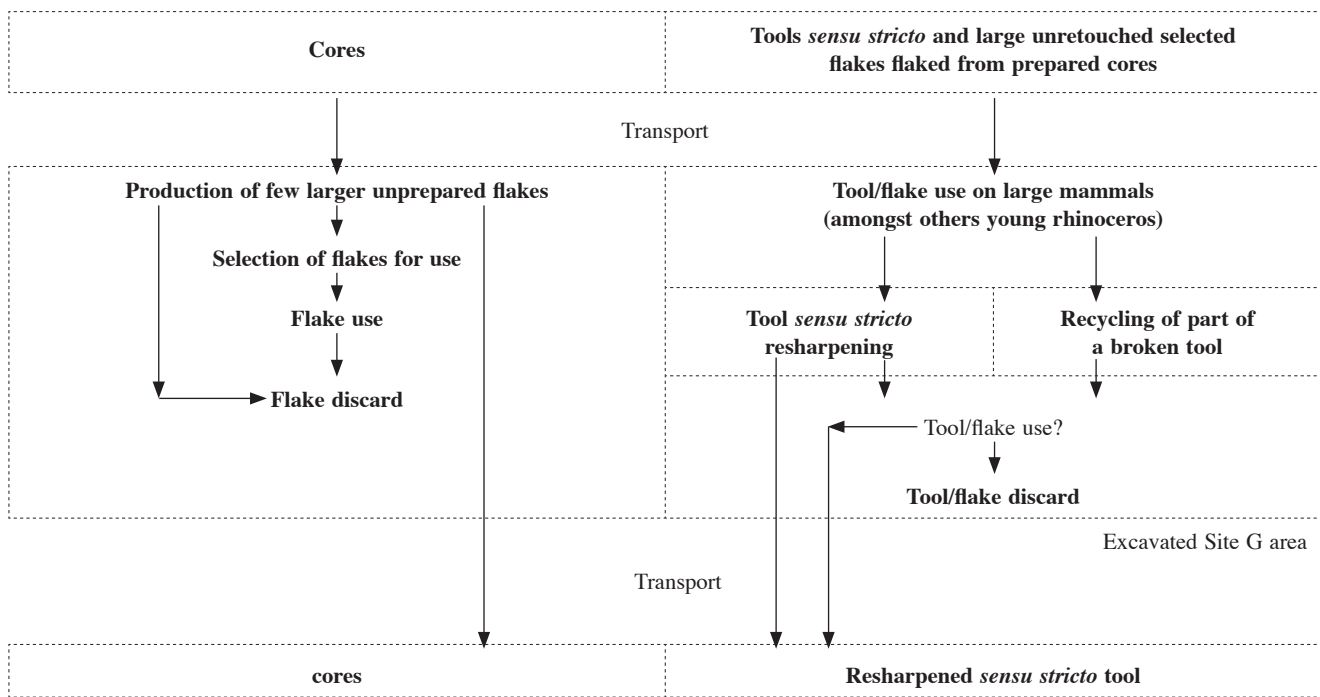 Cores
Tools sensu stricto and large unretouched selected
flakes flaked from prepared cores
Transport
Production of few larger unprepared flakes
Tool/flake use on large mammals
(amongst others young rhinoceros)
Selection of flakes for use
Flake use
Tool sensu stricto
resharpening
Recycling of part of
a broken tool
Flake discard
Tool/flake use?
Tool/flake discard
Excavated Site G area
Transport
cores
Resharpened sensu stricto tool